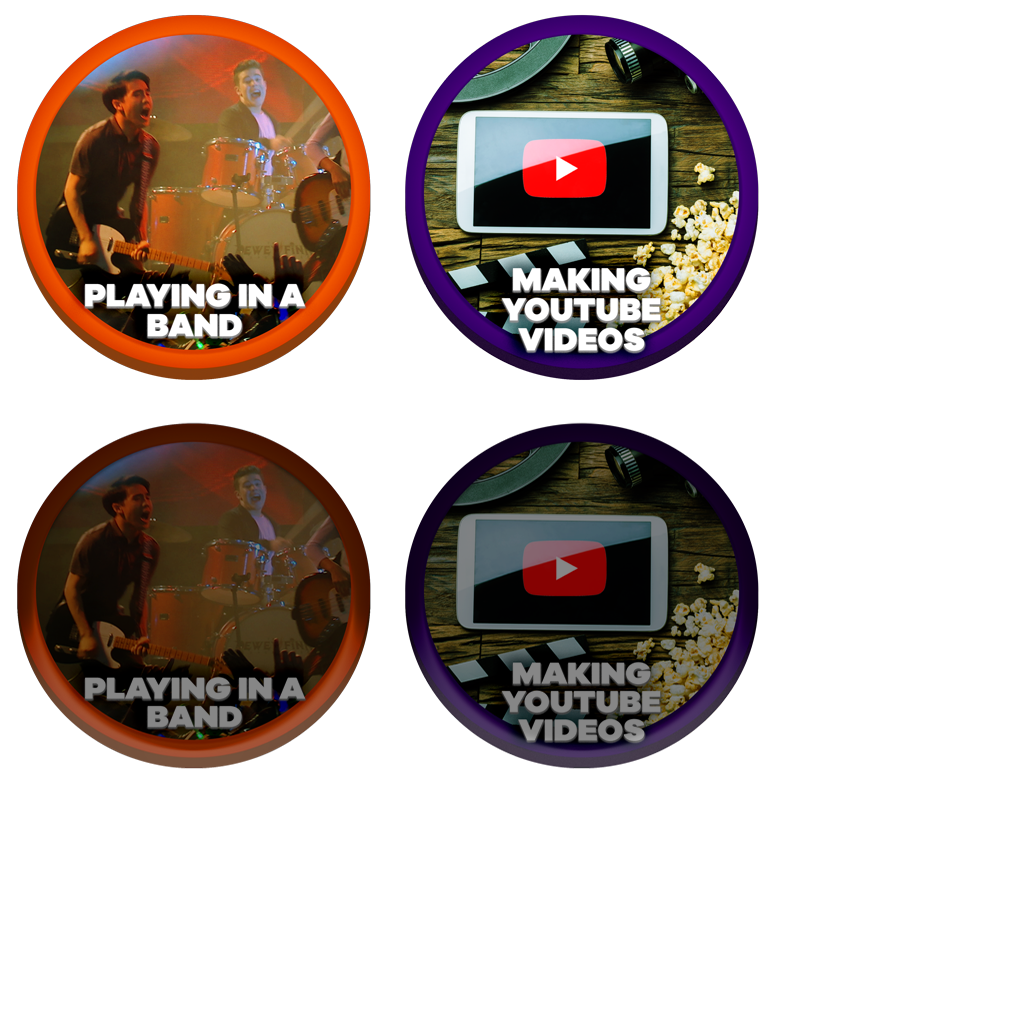 PLAYING IN A
BAND
MAKING
YOUTUBE
VIDEOS
PLAYING IN A
BAND
MAKING
YOUTUBE
VIDEOS